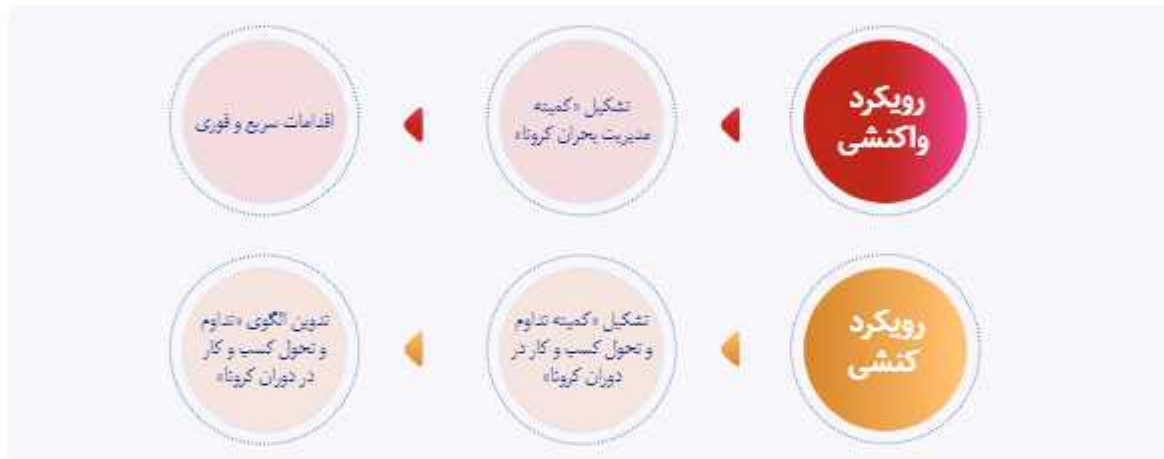 رویکرد
واکنشی
تشکیل «کمیته
مدیریت بحران کرونا»
اقدامات سریع و فوری
رویکرد
کنشی
تشکیل «کمیته تداوم
و تحول کسب و کار در
دوران کرونا»
تدوین الگوی «تداوم
و تحول کسب و کار
در دوران کرونا»